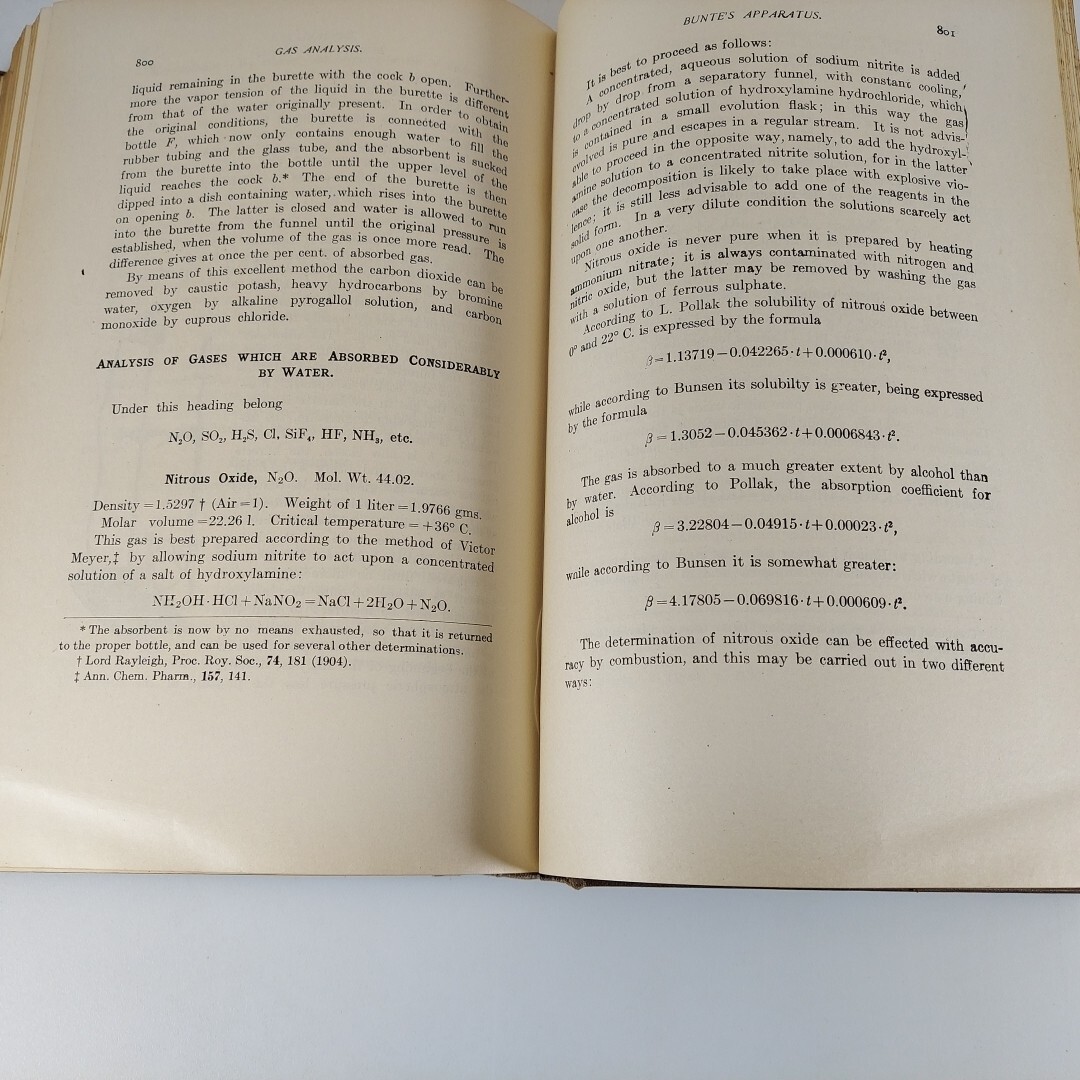 800
GAS ANALYSIS.
liquid remaining in the burette with the cock b open. Further-
more the vapor tension of the liquid in the burette is different
from that of the water originally present. In order to obtain
the original conditions, the burette is connected with the
bottle F, which now only contains enough water to fill the
rubber tubing and the glass tube, and the absorbent is sucked
from the burette into the bottle until the upper level of the
liquid reaches the cock b.* The end of the burette is then
dipped into a dish containing water, which rises into the burette
on opening b. The latter is closed and water is allowed to run
into the burette from the funnel until the original pressure is
established, when the volume of the gas is once more read. The
difference gives at once the per cent. of absorbed gas.
By means of this excellent method the carbon dioxide can be
removed by caustic potash, heavy hydrocarbons by bromine
water, oxygen by alkaline pyrogallol solution, and carbon
monoxide by cuprous chloride.
ANALYSIS OF GASES WHICH ARE ABSORBED CONSIDERABLY
BY WATER.
Under this heading belong
N₂O, SO₂, H₂S, Cl, SiF₄, HF, NH₃, etc.
Nitrous Oxide, N₂O. Mol. Wt. 44.02.
Density=1.5297 † (Air=1). Weight of 1 liter=1.9766 gms.
Molar volume=22.26 l. Critical temperature=+36° C.
This gas is best prepared according to the method of Victor
Meyer,‡ by allowing sodium nitrite to act upon a concentrated
solution of a salt of hydroxylamine:
NH₂OH·HCl+NaNO₂=NaCl+2H₂O+N₂O.
* The absorbent is now by no means exhausted, so that it is returned
to the proper bottle, and can be used for several other determinations.
† Lord Rayleigh, Proc. Roy. Soc., 74, 181 (1904).
‡ Ann. Chem. Pharm., 157, 141.
BUNTE'S APPARATUS.
801
It is best to proceed as follows:
A concentrated, aqueous solution of sodium nitrite is added
drop by drop from a separatory funnel, with constant cooling,
to a concentrated solution of hydroxylamine hydrochloride, which
is contained in a small evolution flask; in this way the gas
evolved is pure and escapes in a regular stream. It is not advis-
able to proceed in the opposite way, namely, to add the hydroxyl-
amine solution to a concentrated nitrite solution, for in the latter
case the decomposition is likely to take place with explosive vio-
lence; it is still less advisable to add one of the reagents in the
solid form. In a very dilute condition the solutions scarcely act
upon one another.
Nitrous oxide is never pure when it is prepared by heating
ammonium nitrate; it is always contaminated with nitrogen and
nitric oxide, but the latter may be removed by washing the gas
with a solution of ferrous sulphate.
According to L. Pollak the solubility of nitrous oxide between
0° and 22° C. is expressed by the formula
β=1.13719−0.042265·t+0.000610·t²,
while according to Bunsen its solubilty is greater, being expressed
by the formula
β=1.3052−0.045362·t+0.0006843·t².
The gas is absorbed to a much greater extent by alcohol than
by water. According to Pollak, the absorption coefficient for
alcohol is
β=3.22804−0.04915·t+0.00023·t²,
while according to Bunsen it is somewhat greater:
β=4.17805−0.069816·t+0.000609·t².
The determination of nitrous oxide can be effected with accu-
racy by combustion, and this may be carried out in two different
ways: